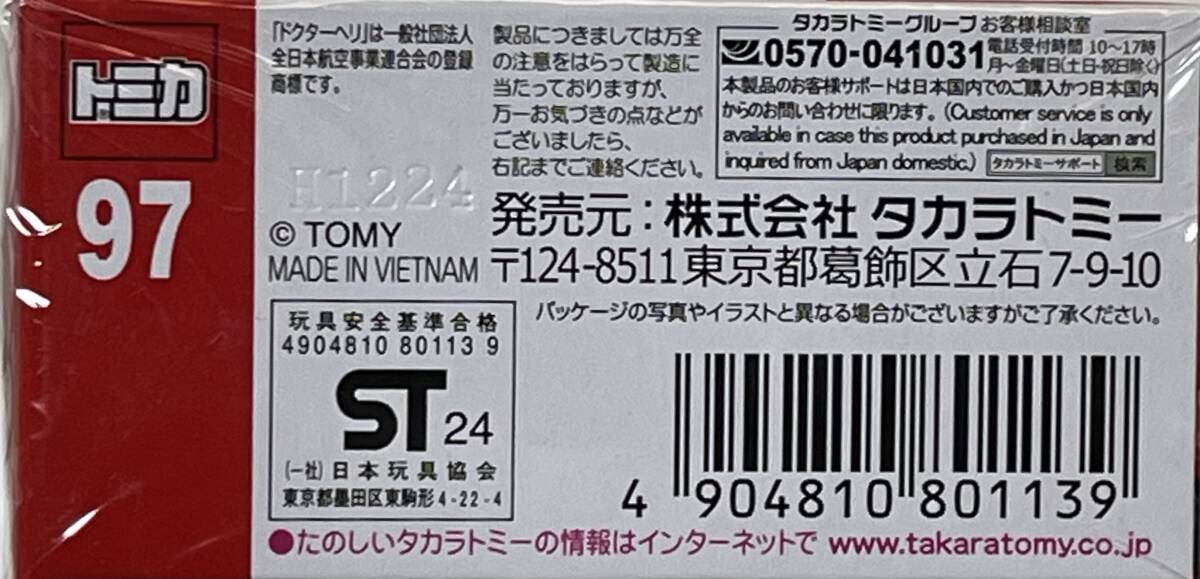 トミカ
97
「ドクターヘリ」は一般社団法人
全日本航空事業連合会の登録
商標です。
H1224
© TOMY
MADE IN VIETNAM
製品につきましては万全
の注意をはらって製造に
当たっておりますが、
万一お気づきの点などが
ございましたら、
右記までご連絡ください。
タカラトミーグループ お客様相談室
0570-041031 電話受付時間 10〜17時
月〜金曜日(土日・祝日除く)
本製品のお客様サポートは日本国内でのご購入かつ日本国内
からのお問い合わせに限ります。(Customer service is only
available in case this product purchased in Japan and
inquired from Japan domestic.) タカラトミーサポート 検索
発売元:株式会社 タカラトミー
〒124-8511東京都葛飾区立石7-9-10
パッケージの写真やイラストと異なる場合がございますがご了承ください。
玩具安全基準合格
4904810 80113 9
ST 24
(一社)日本玩具協会
東京都墨田区東駒形4-22-4
4 904810 801139
●たのしいタカラトミーの情報はインターネットで www.takaratomy.co.jp